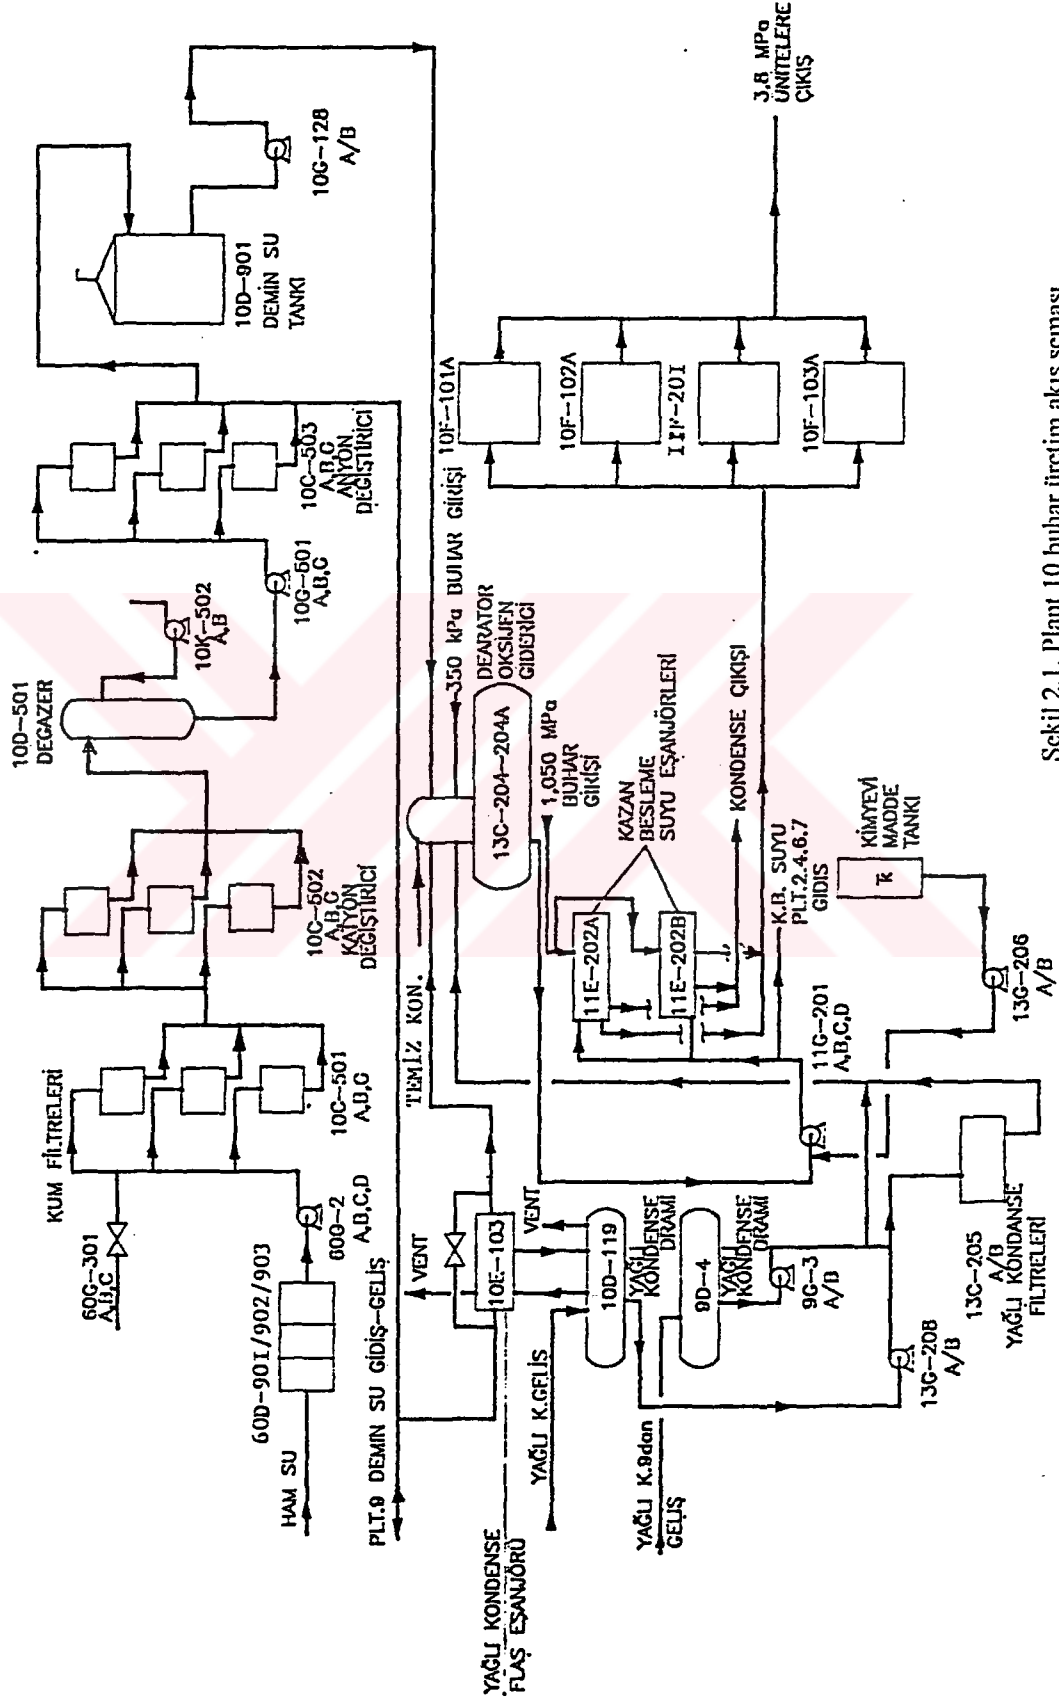 HAM SU
60D-901/902/903
60G-301
A,B,C
60G-2
A,B,C,D
KUM FİLTRELERİ
10C-501
A,B,C
10C-502
A,B,C
KATYON
DEĞİŞTİRİCİ
10D-501
DEGAZER
10K-502
A,B
10G-501
A,B,C
10C-503
A,B,C
ANYON
DEĞİŞTİRİCİ
10D-901
DEMİN SU
TANKI
10G-128
A/B
PLT.9 DEMİN SU GİDİŞ-GELİŞ
TEMİZ KON.
350 kPa BUHAR GİRİŞİ
13C-204-204A
DEARATOR
OKSİJEN
GİDERİCİ
VENT
10E-103
YAĞLI KONDENSE
FLAŞ EŞANJÖRÜ
YAĞLI K.GELİŞ
VENT
10D-119
YAĞLI
KONDENSE
DRAMI
YAĞLI K.9dan
GELİŞ
9D-4
YAĞLI
KONDENSE
DRAMI
9G-3
A/B
13G-208
A/B
13C-205
A/B
YAĞLI KONDANSE
FİLTRELERİ
1,050 MPa
BUHAR
GİRİŞİ
11E-202A
11E-202B
KAZAN
BESLEME
SUYU EŞANJÖRLERİ
KONDENSE ÇIKIŞI
K.B. SUYU
PLT.2.4.6.7
GIDIS
11G-201
A,B,C,D
KİMYEVİ
MADDE
TANKI
13G-206
A/B
10F-101A
10F-102A
11F-201
10F-103A
3.8 MPa
ÜNİTELERE
ÇIKIŞ
Şekil 2.1. Plant 10 buhar üretim akış şeması